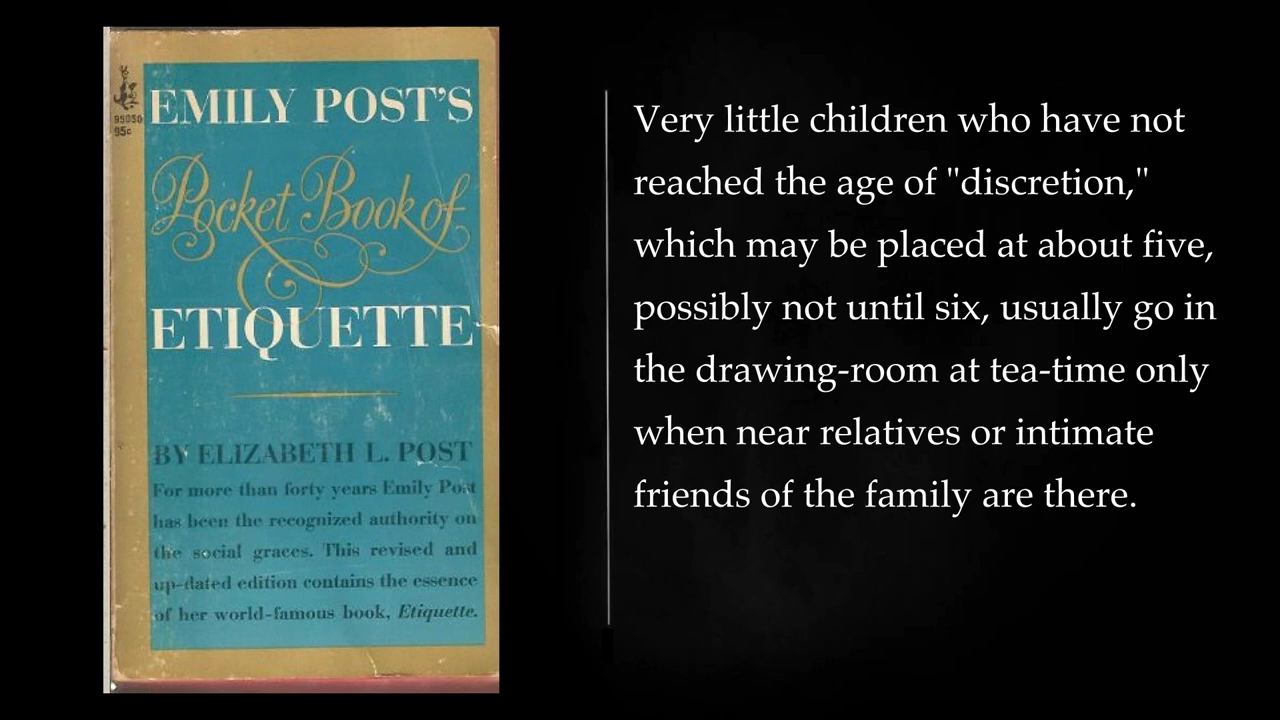 95050
95c
EMILY POST'S
Pocket Book of
ETIQUETTE
BY ELIZABETH L. POST
For more than forty years Emily Post
has been the recognized authority on
the social graces. This revised and
up-dated edition contains the essence
of her world-famous book, Etiquette.
Very little children who have not
reached the age of "discretion,"
which may be placed at about five,
possibly not until six, usually go in
the drawing-room at tea-time only
when near relatives or intimate
friends of the family are there.